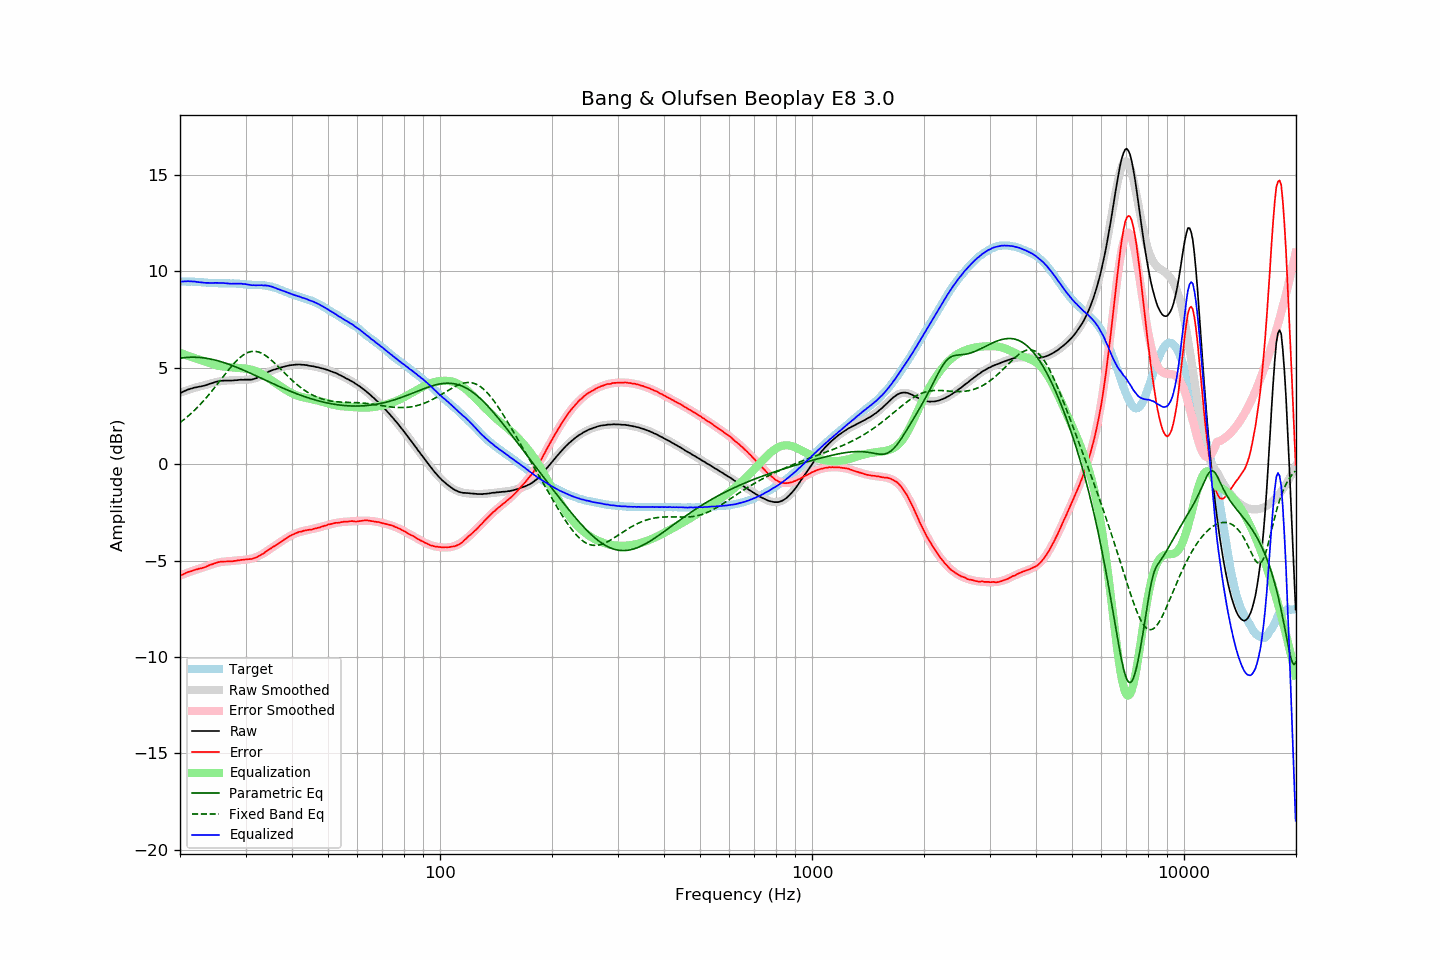 Bang & Olufsen Beoplay E8 3.0
Amplitude (dBr)
15
10
5
0
−5
−10
−15
−20
Target
Raw Smoothed
Error Smoothed
Raw
Error
Equalization
Parametric Eq
Fixed Band Eq
Equalized
100
1000
10000
Frequency (Hz)